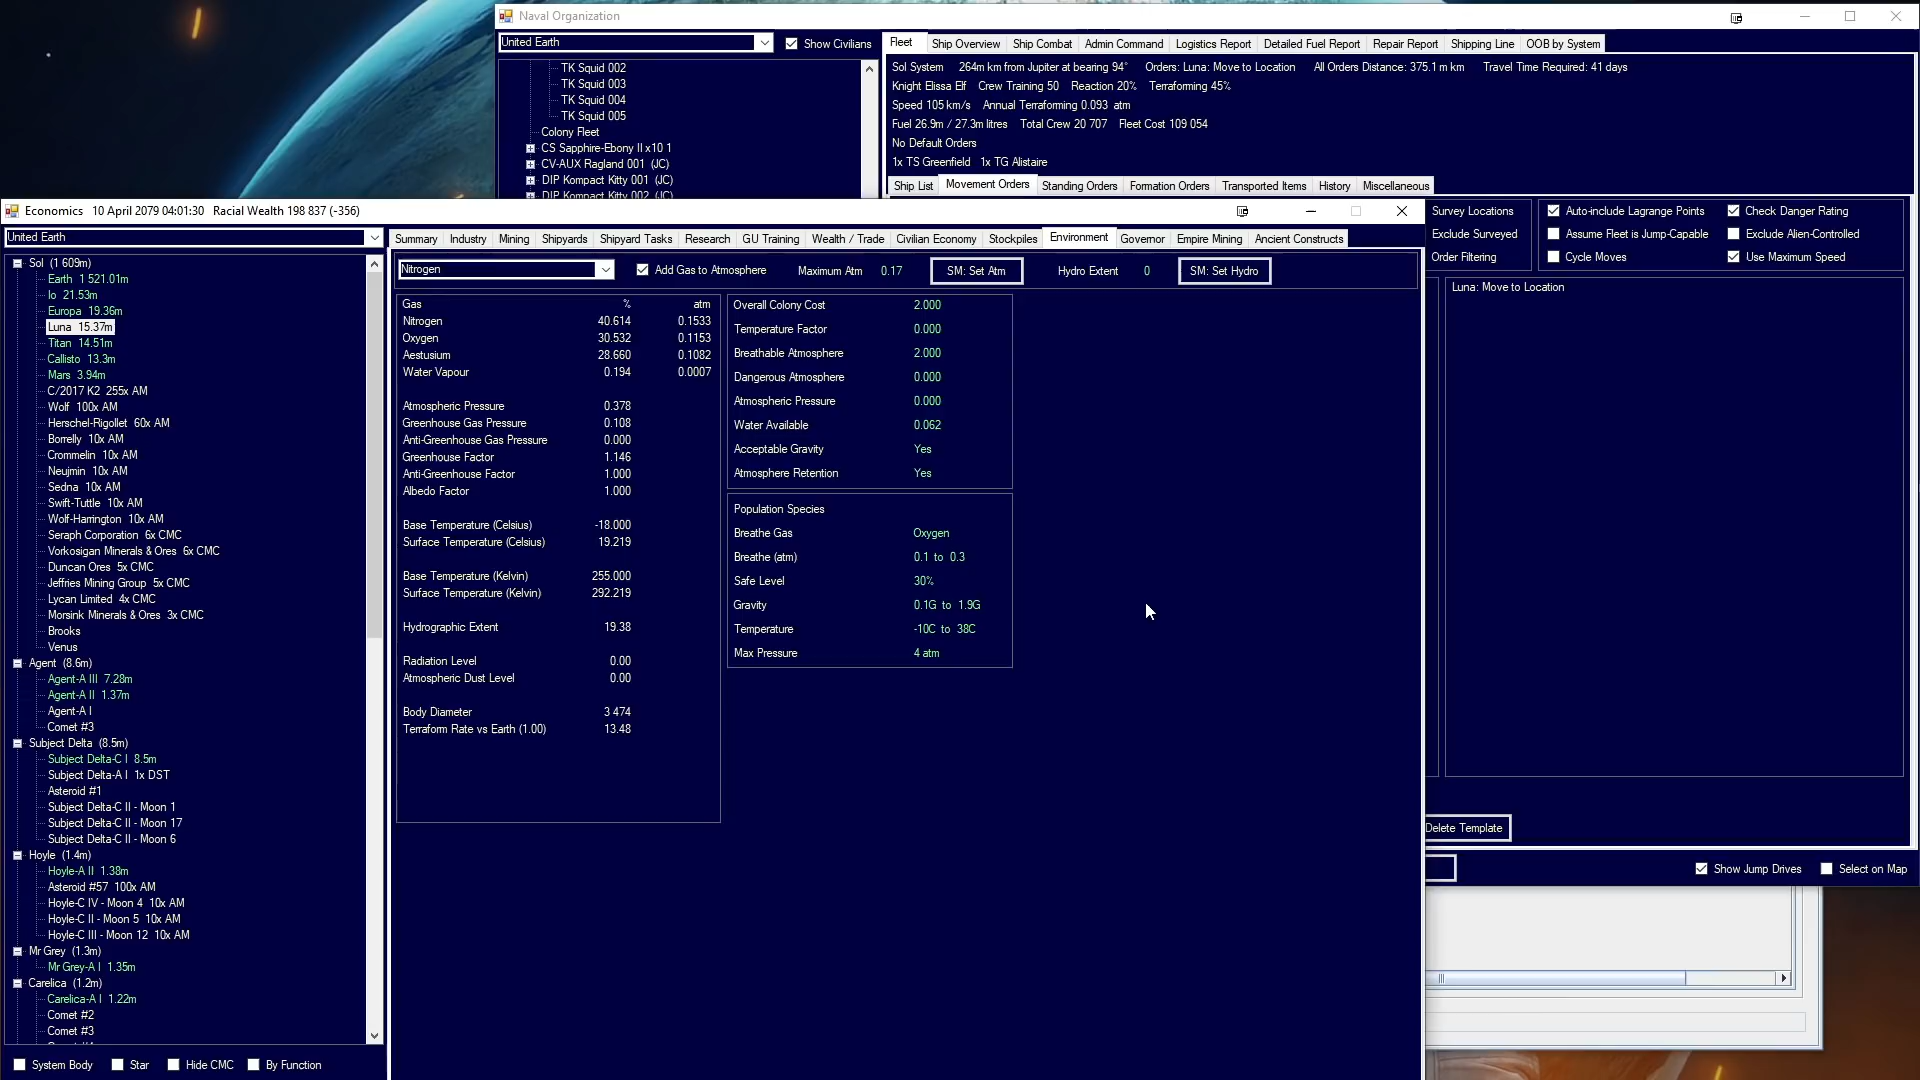 Naval Organization
United Earth
Show Civilians
Fleet Ship Overview Ship Combat Admin Command Logistics Report Detailed Fuel Report Repair Report Shipping Line OOB by System
TK Squid 002
TK Squid 003
TK Squid 004
TK Squid 005
Colony Fleet
CS Sapphire-Ebony II x10 1
CV-AUX Ragland 001 (JC)
DIP Kompact Kitty 001 (JC)
DIP Kompact Kitty 002 (JC)
Sol System 264m km from Jupiter at bearing 94° Orders: Luna: Move to Location All Orders Distance: 375.1 m km Travel Time Required: 41 days
Knight Elissa Elf Crew Training 50 Reaction 20% Terraforming 45%
Speed 105 km/s Annual Terraforming 0.093 atm
Fuel 26.9m / 27.3m litres Total Crew 20 707 Fleet Cost 109 054
No Default Orders
1x TS Greenfield 1x TG Alistaire
Ship List Movement Orders Standing Orders Formation Orders Transported Items History Miscellaneous
Economics 10 April 2079 04:01:30 Racial Wealth 198 837 (-356)
United Earth
Summary Industry Mining Shipyards Shipyard Tasks Research GU Training Wealth / Trade Civilian Economy Stockpiles Environment Governor Empire Mining Ancient Constructs
Sol (1 609m)
Earth 1 521.01m
Io 21.53m
Europa 19.36m
Luna 15.37m
Titan 14.51m
Callisto 13.3m
Mars 3.94m
C/2017 K2 255x AM
Wolf 100x AM
Herschel-Rigollet 60x AM
Borrelly 10x AM
Crommelin 10x AM
Neujmin 10x AM
Sedna 10x AM
Swift-Tuttle 10x AM
Wolf-Harrington 10x AM
Seraph Corporation 6x CMC
Vorkosigan Minerals & Ores 6x CMC
Duncan Ores 5x CMC
Jeffries Mining Group 5x CMC
Lycan Limited 4x CMC
Morsink Minerals & Ores 3x CMC
Brooks
Venus
Agent (8.6m)
Agent-A III 7.28m
Agent-A II 1.37m
Agent-A I
Comet #3
Subject Delta (8.5m)
Subject Delta-C I 8.5m
Subject Delta-A I 1x DST
Asteroid #1
Subject Delta-C II - Moon 1
Subject Delta-C II - Moon 17
Subject Delta-C II - Moon 6
Hoyle (1.4m)
Hoyle-A II 1.38m
Asteroid #57 100x AM
Hoyle-C IV - Moon 4 10x AM
Hoyle-C II - Moon 5 10x AM
Hoyle-C III - Moon 12 10x AM
Mr Grey (1.3m)
Mr Grey-A I 1.35m
Carelica (1.2m)
Carelica-A I 1.22m
Comet #2
Comet #3
System Body Star Hide CMC By Function
Nitrogen
Add Gas to Atmosphere Maximum Atm 0.17 SM: Set Atm Hydro Extent 0 SM: Set Hydro
Gas % atm
Nitrogen 40.614 0.1533
Oxygen 30.532 0.1153
Aestusium 28.660 0.1082
Water Vapour 0.194 0.0007
Atmospheric Pressure 0.378
Greenhouse Gas Pressure 0.108
Anti-Greenhouse Gas Pressure 0.000
Greenhouse Factor 1.146
Anti-Greenhouse Factor 1.000
Albedo Factor 1.000
Base Temperature (Celsius) -18.000
Surface Temperature (Celsius) 19.219
Base Temperature (Kelvin) 255.000
Surface Temperature (Kelvin) 292.219
Hydrographic Extent 19.38
Radiation Level 0.00
Atmospheric Dust Level 0.00
Body Diameter 3 474
Terraform Rate vs Earth (1.00) 13.48
Overall Colony Cost 2.000
Temperature Factor 0.000
Breathable Atmosphere 2.000
Dangerous Atmosphere 0.000
Atmospheric Pressure 0.000
Water Available 0.062
Acceptable Gravity Yes
Atmosphere Retention Yes
Population Species
Breathe Gas Oxygen
Breathe (atm) 0.1 to 0.3
Safe Level 30%
Gravity 0.1G to 1.9G
Temperature -10C to 38C
Max Pressure 4 atm
Survey Locations
Exclude Surveyed
Order Filtering
Auto-include Lagrange Points Check Danger Rating
Assume Fleet is Jump-Capable Exclude Alien-Controlled
Cycle Moves Use Maximum Speed
Luna: Move to Location
Delete Template
Show Jump Drives Select on Map